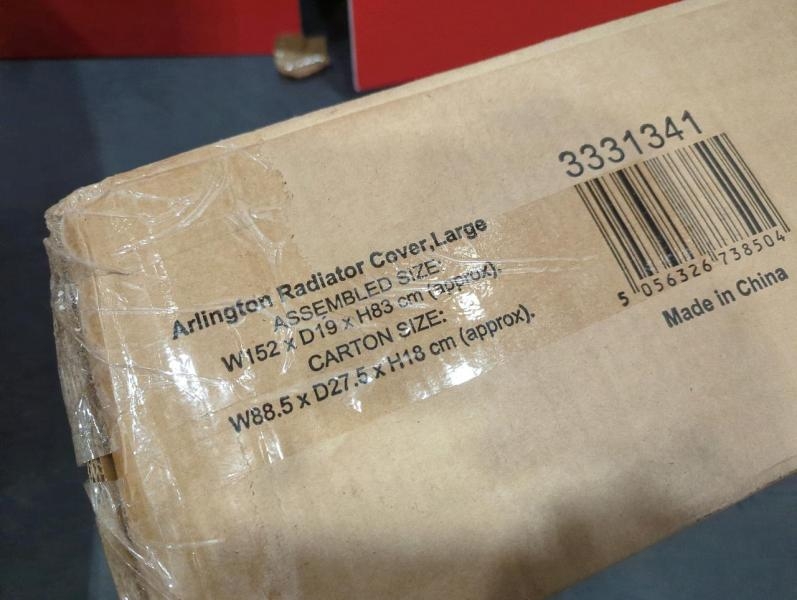 3331341
5 056326 738504
Made in China
Arlington Radiator Cover,Large
ASSEMBLED SIZE:
W152 x D19 x H83 cm (approx).
CARTON SIZE:
W88.5 x D27.5 x H18 cm (approx).